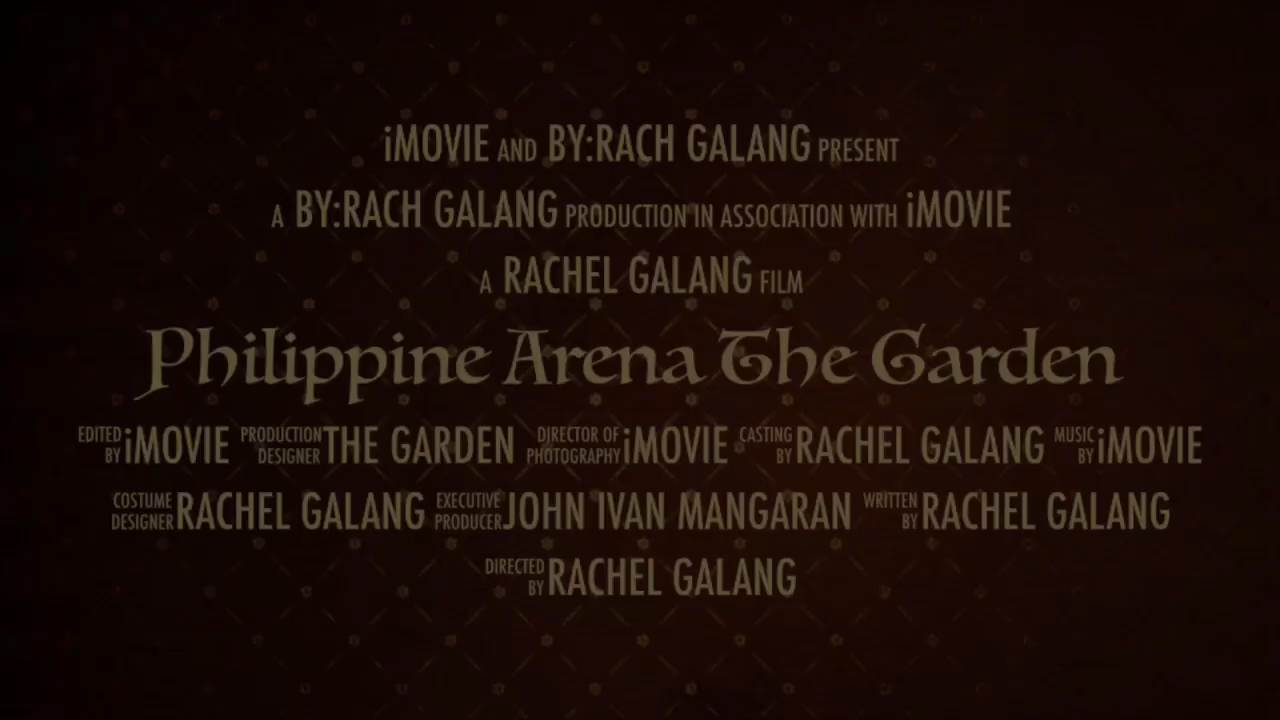 iMOVIE AND BY:RACH GALANG PRESENT
A BY:RACH GALANG PRODUCTION IN ASSOCIATION WITH iMOVIE
A RACHEL GALANG FILM
Philippine Arena The Garden
EDITED BY iMOVIE PRODUCTION DESIGNER THE GARDEN DIRECTOR OF PHOTOGRAPHY iMOVIE CASTING BY RACHEL GALANG MUSIC BY iMOVIE
COSTUME DESIGNER RACHEL GALANG EXECUTIVE PRODUCER JOHN IVAN MANGARAN WRITTEN BY RACHEL GALANG
DIRECTED BY RACHEL GALANG